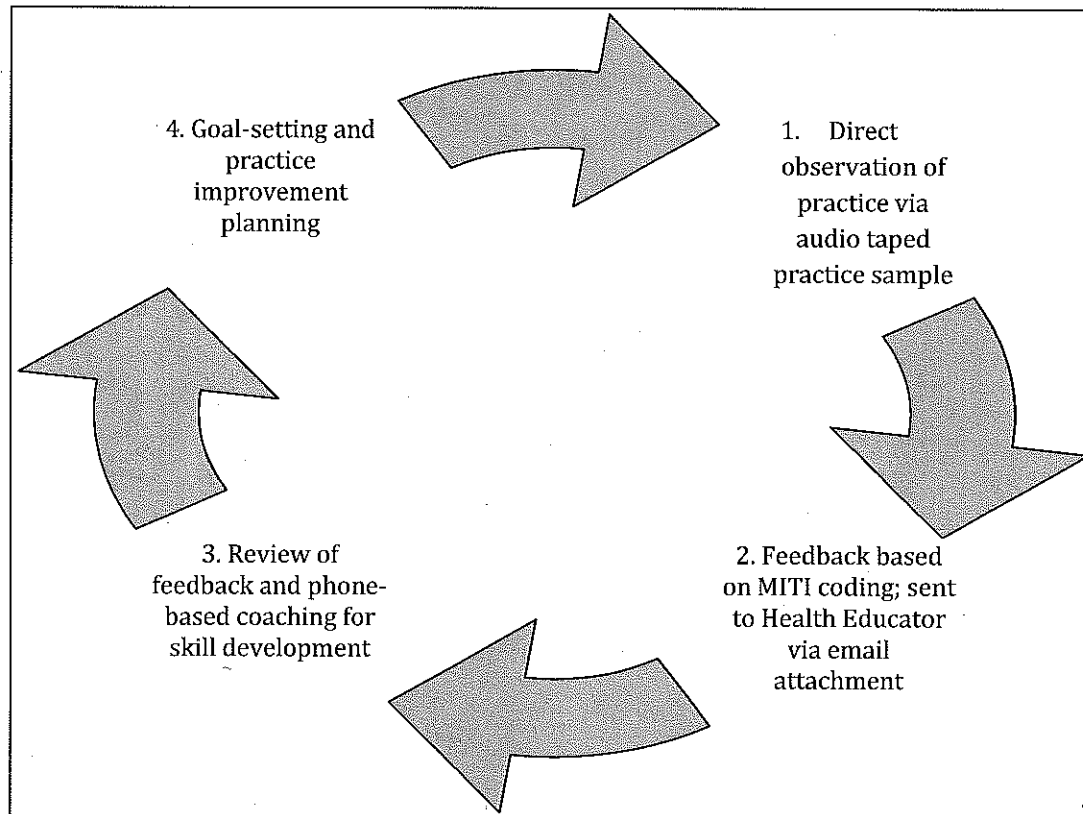 4. Goal-setting and
practice
improvement
planning
1. Direct
observation of
practice via
audio taped
practice sample
2. Feedback based
on MITI coding; sent
to Health Educator
via email
attachment
3. Review of
feedback and phone-
based coaching for
skill development